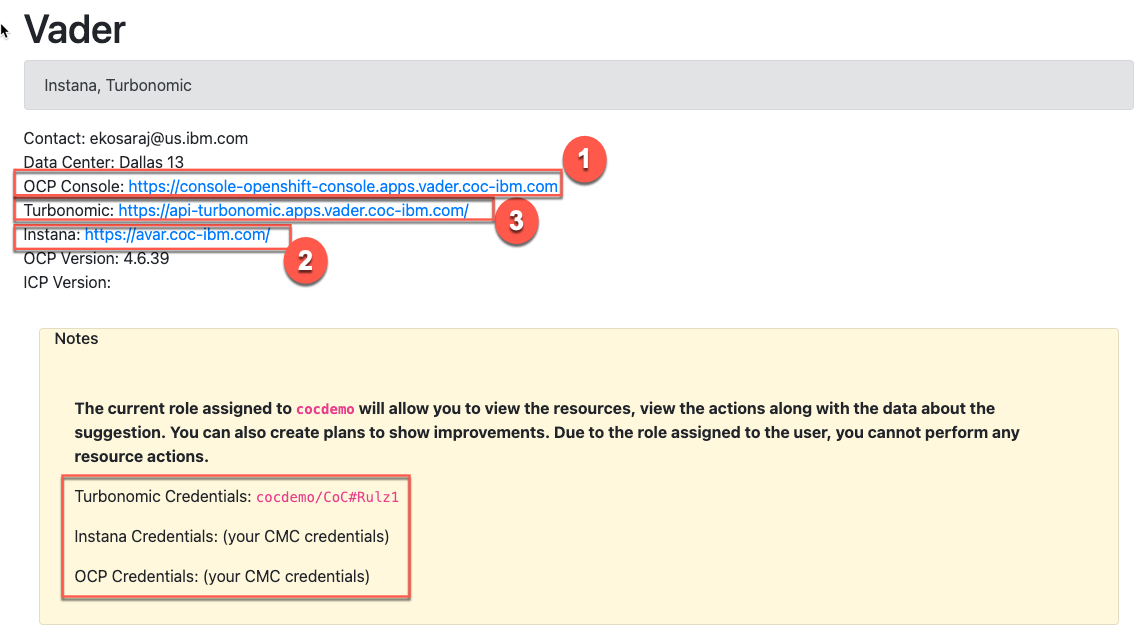 Vader
Instana, Turbonomic
Contact: ekosaraj@us.ibm.com
Data Center: Dallas 13
OCP Console: https://console-openshift-console.apps.vader.coc-ibm.com
1
Turbonomic: https://api-turbonomic.apps.vader.coc-ibm.com/
3
Instana: https://avar.coc-ibm.com/
2
OCP Version: 4.6.39
ICP Version:
Notes
The current role assigned to cocdemo will allow you to view the resources, view the actions along with the data about the
suggestion. You can also create plans to show improvements. Due to the role assigned to the user, you cannot perform any
resource actions.
Turbonomic Credentials: cocdemo/CoC#Rulz1
Instana Credentials: (your CMC credentials)
OCP Credentials: (your CMC credentials)